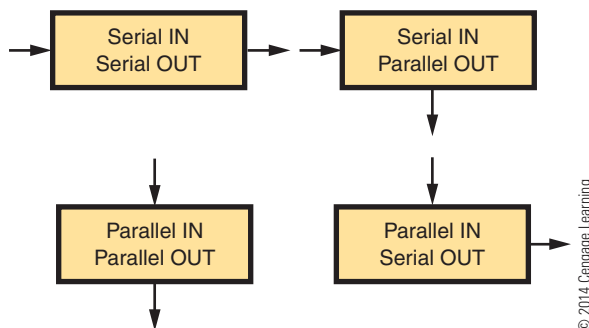 Serial IN
Serial OUT
Serial IN
Parallel OUT
Parallel IN
Parallel OUT
Parallel IN
Serial OUT
© 2014 Cengage Learning